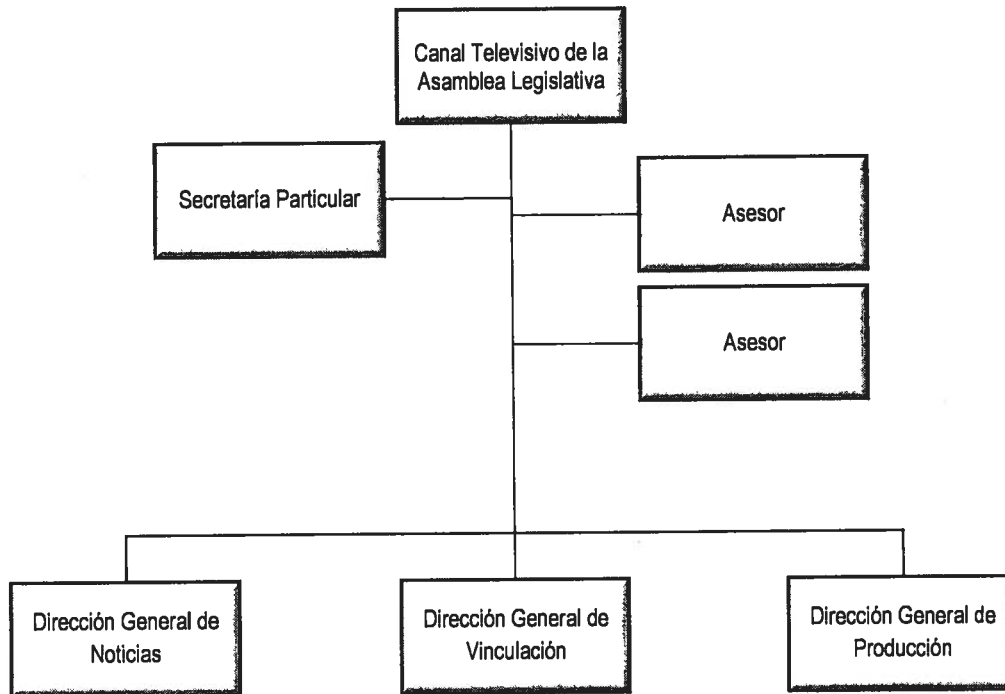 Canal Televisivo de la
Asamblea Legislativa
Secretaría Particular
Asesor
Asesor
Dirección General de
Noticias
Dirección General de
Vinculación
Dirección General de
Producción